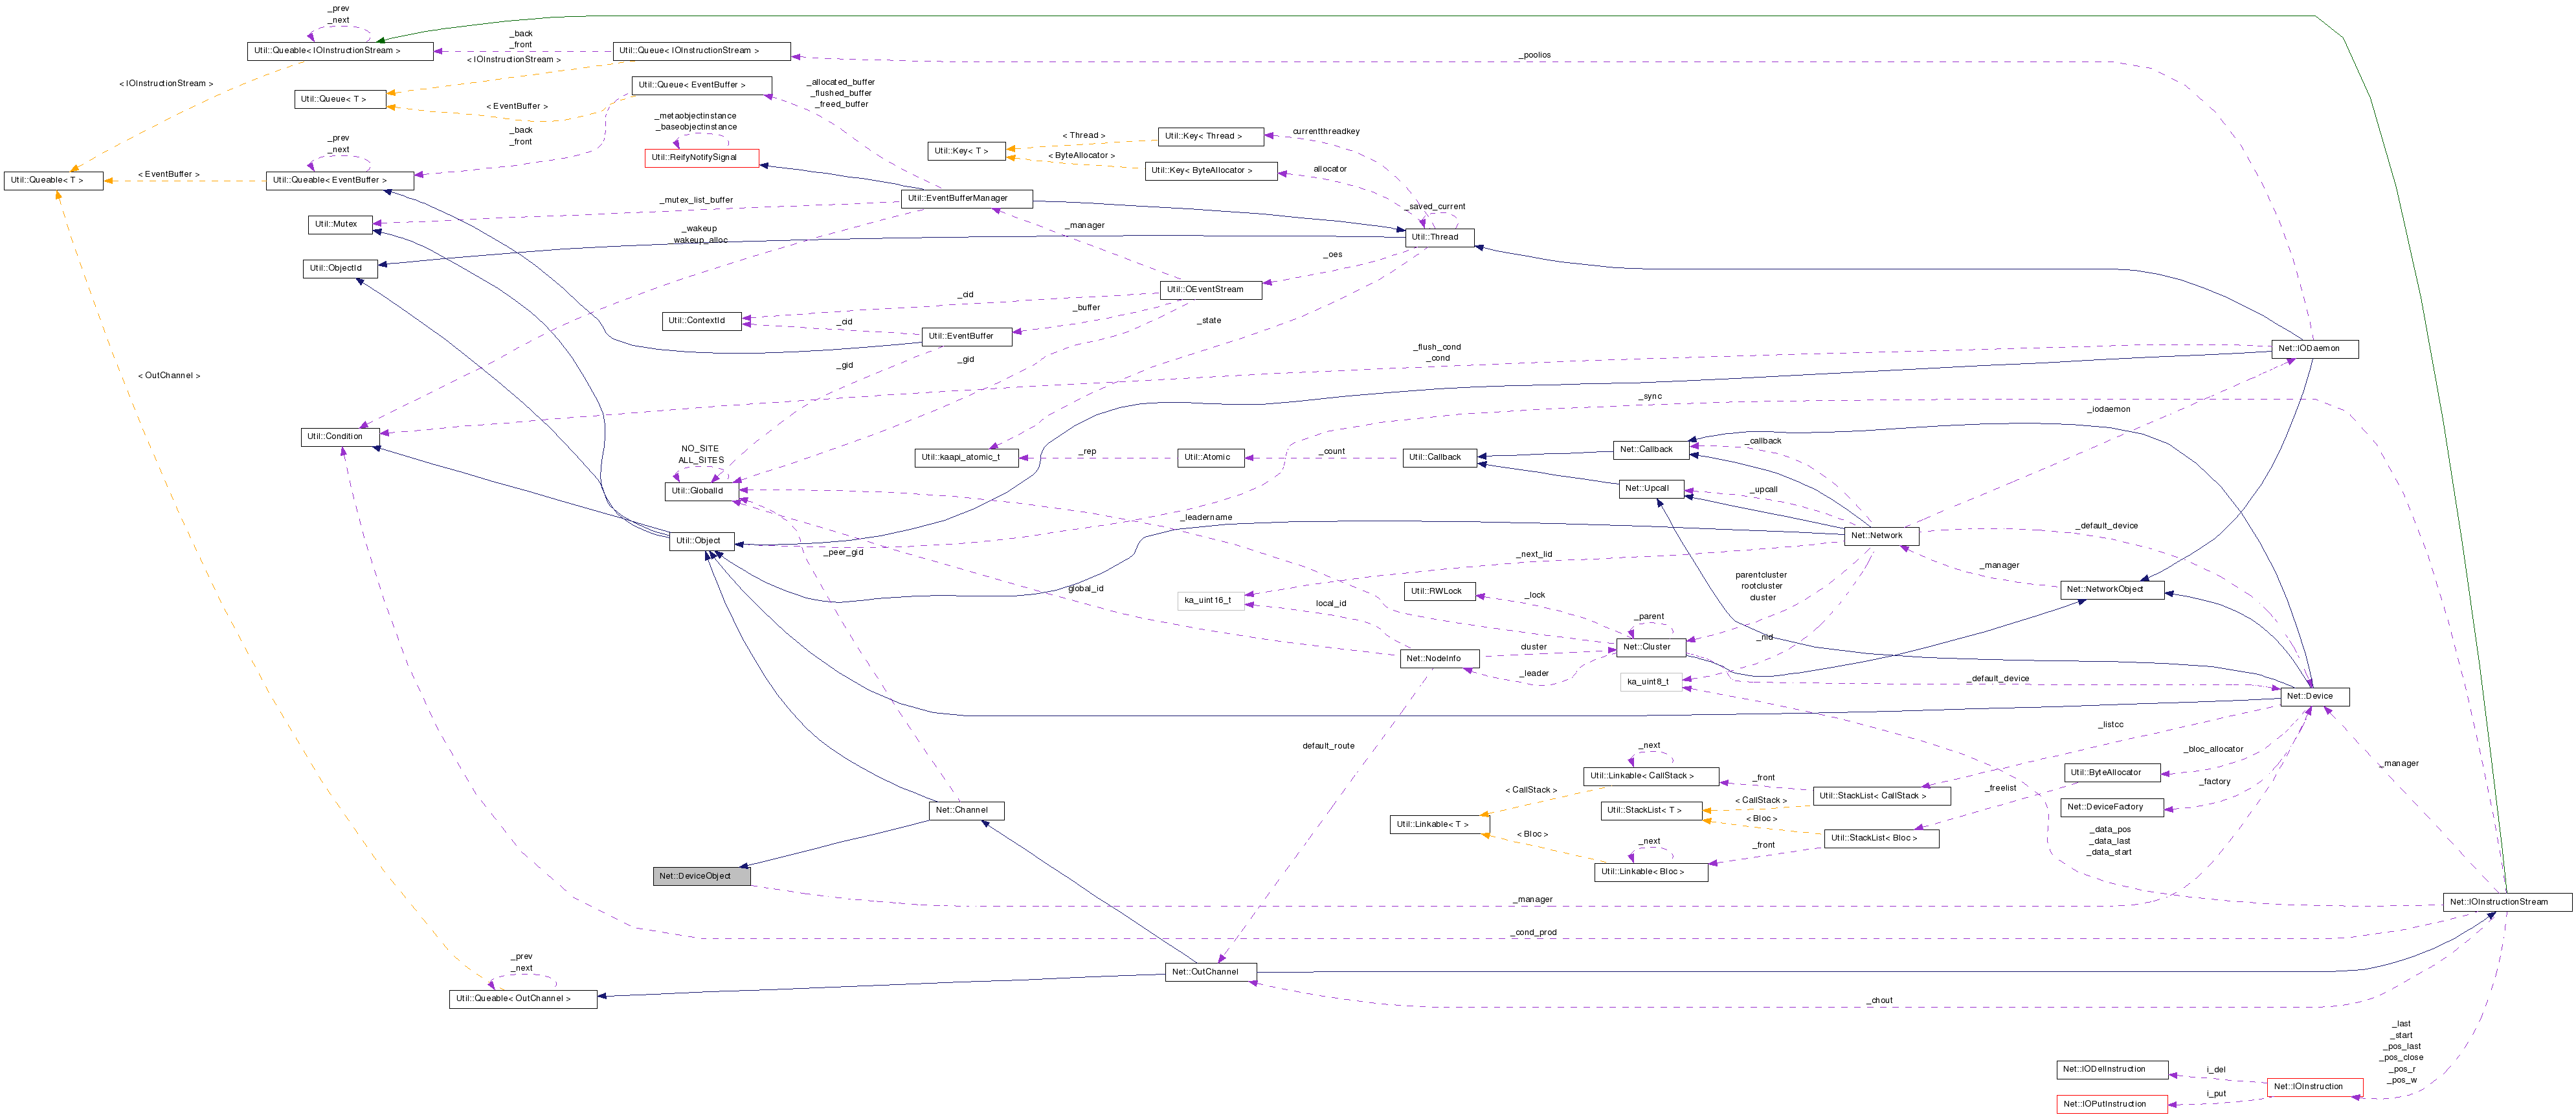 _prev
_next
Util::Queable< IOInstructionStream >
_back
_front
Util::Queue< IOInstructionStream >
< IOInstructionStream >
_poolios
< IOInstructionStream >
Util::Queue< T >
Util::Queue< EventBuffer >
< EventBuffer >
_allocated_buffer
_flushed_buffer
_freed_buffer
_back
_front
_metaobjectinstance
_baseobjectinstance
Util::ReifyNotifySignal
_prev
_next
Util::Queable< T >
< EventBuffer >
Util::Queable< EventBuffer >
Util::Key< T >
< Thread >
Util::Key< Thread >
currentthreadkey
< ByteAllocator >
Util::Key< ByteAllocator >
allocator
Util::EventBufferManager
_mutex_list_buffer
Util::Mutex
_wakeup
wakeup_alloc
_manager
_saved_current
Util::Thread
Util::ObjectId
_oes
Util::OEventStream
_cid
Util::ContextId
_cid
_buffer
Util::EventBuffer
_state
_gid
_gid
_flush_cond
_cond
Net::IODaemon
< OutChannel >
_sync
_iodaemon
Util::Condition
NO_SITE
ALL_SITES
Util::GlobalId
Util::kaapi_atomic_t
_rep
Util::Atomic
_count
Util::Callback
Net::Callback
_callback
Net::Upcall
_upcall
_leadername
Util::Object
_peer_gid
Net::Network
_default_device
_next_lid
_manager
Net::NetworkObject
global_id
ka_uint16_t
local_id
Util::RWLock
_lock
parentcluster
rootcluster
cluster
_parent
Net::Cluster
_nid
Net::NodeInfo
cluster
_leader
ka_uint8_t
_default_device
Net::Device
default_route
_listcc
_bloc_allocator
_factory
_manager
_next
Util::Linkable< CallStack >
_front
Util::StackList< CallStack >
Util::ByteAllocator
_freelist
Net::DeviceFactory
< CallStack >
Util::StackList< T >
< CallStack >
< Bloc >
Util::Linkable< T >
< Bloc >
Util::StackList< Bloc >
_next
_front
Util::Linkable< Bloc >
_data_pos
_data_last
_data_start
Net::Channel
Net::DeviceObject
_manager
Net::IOInstructionStream
_cond_prod
Net::OutChannel
_prev
_next
Util::Queable< OutChannel >
_chout
_last
_start
_pos_last
_pos_close
_pos_r
_pos_w
Net::IODelInstruction
i_del
Net::IOInstruction
i_put
Net::IOPutInstruction